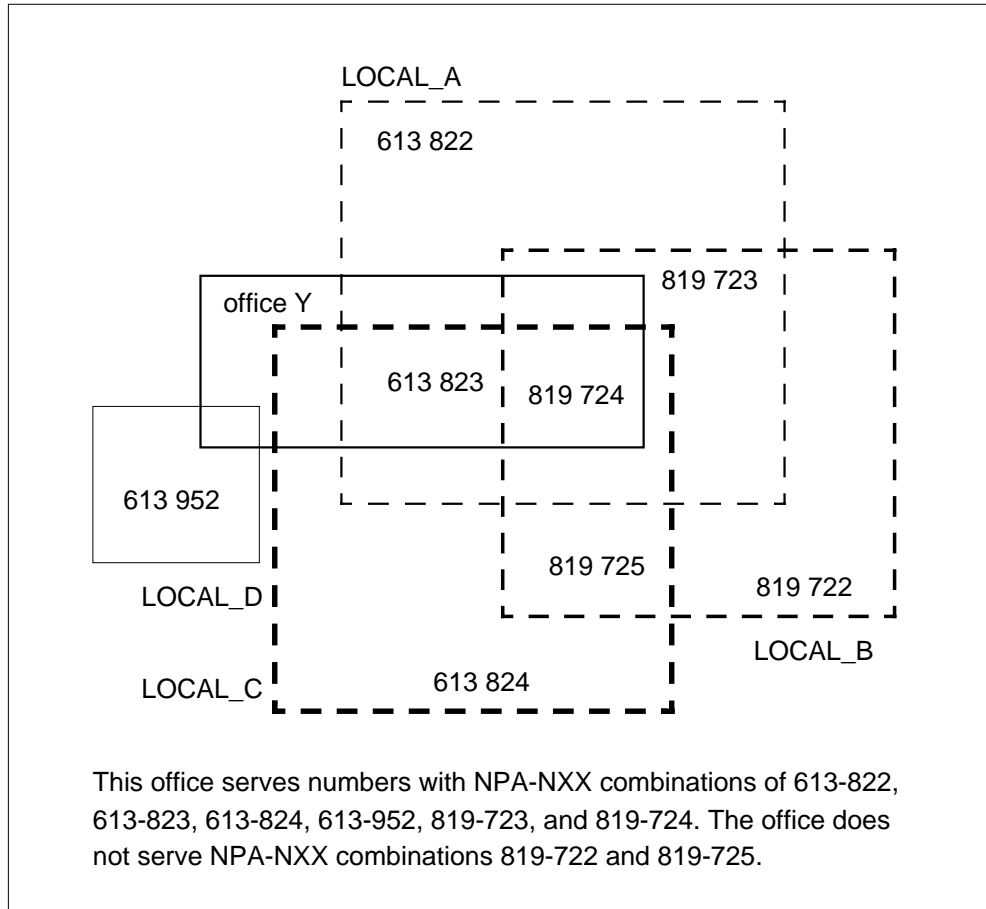 LOCAL_A
613 822
819 723
office Y
613 823
819 724
613 952
819 725
819 722
LOCAL_D
LOCAL_B
LOCAL_C
613 824
This office serves numbers with NPA-NXX combinations of 613-822,
613-823, 613-824, 613-952, 819-723, and 819-724. The office does
not serve NPA-NXX combinations 819-722 and 819-725.